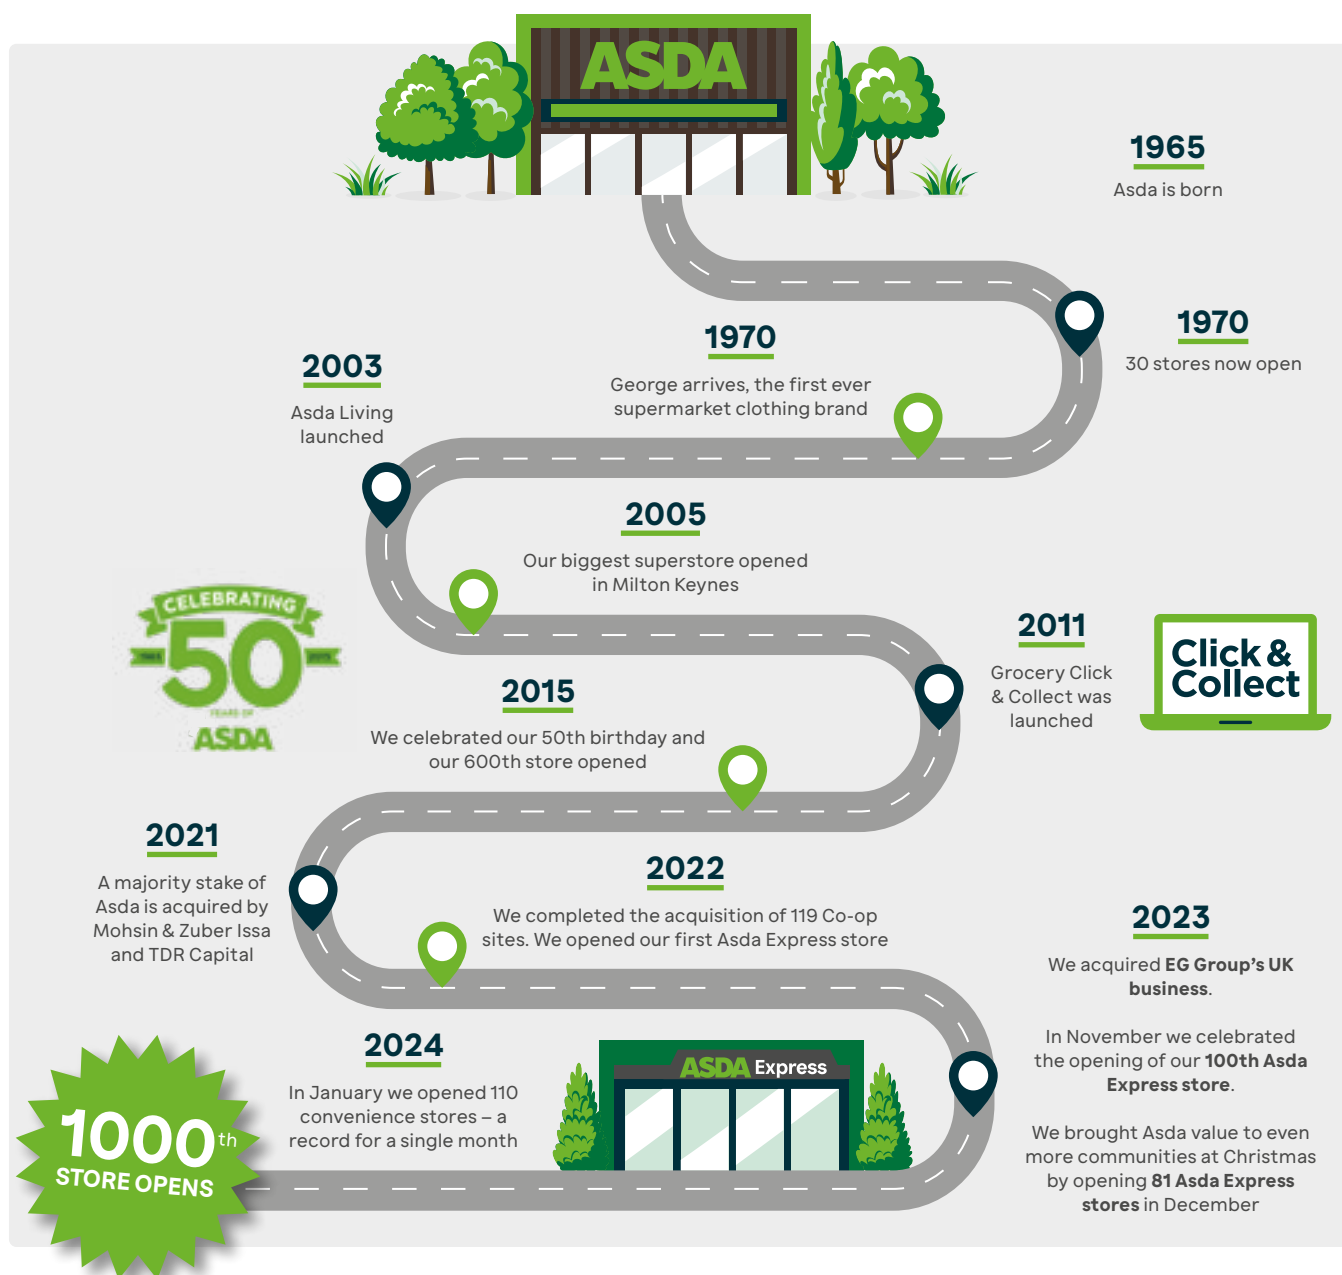 ASDA
1965
Asda is born
1970
30 stores now open
1970
George arrives, the first ever
supermarket clothing brand
2003
Asda Living
launched
2005
Our biggest superstore opened
in Milton Keynes
2011
Grocery Click
& Collect was
launched
Click &
Collect
CELEBRATING
50
YEARS OF
ASDA
2015
We celebrated our 50th birthday and
our 600th store opened
2021
A majority stake of
Asda is acquired by
Mohsin & Zuber Issa
and TDR Capital
2022
We completed the acquisition of 119 Co-op
sites. We opened our first Asda Express store
2023
We acquired EG Group’s UK
business.
In November we celebrated
the opening of our 100th Asda
Express store.
We brought Asda value to even
more communities at Christmas
by opening 81 Asda Express
stores in December
ASDA Express
2024
In January we opened 110
convenience stores – a
record for a single month
1000th
STORE OPENS